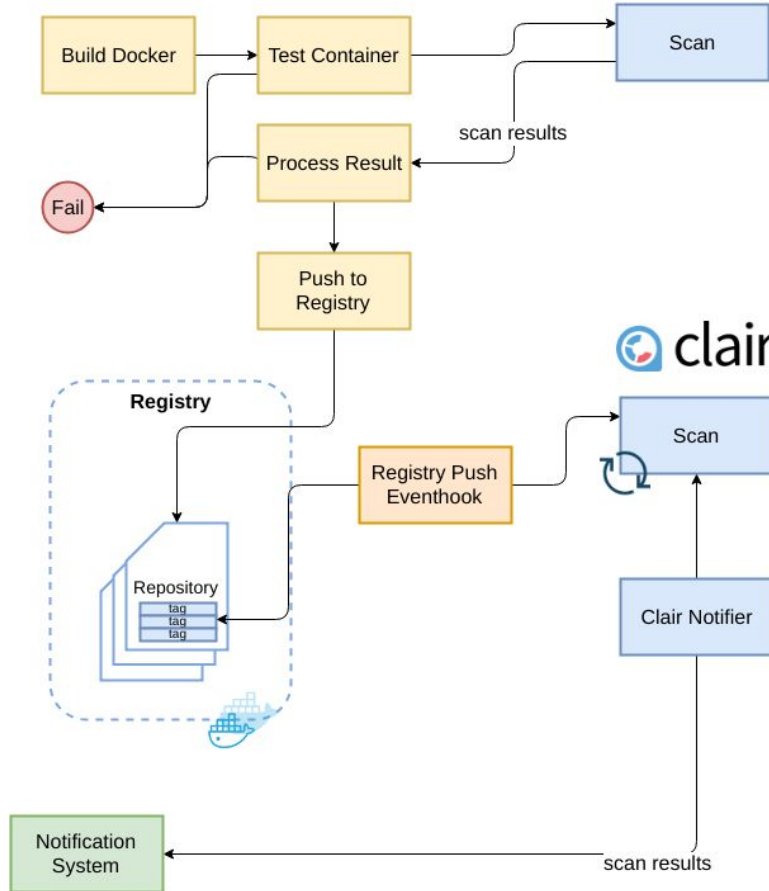 Build Docker
Test Container
Scan
scan results
Process Result
Fail
Push to
Registry
clair
Registry
Scan
Registry Push
Eventhook
Repository
tag
tag
tag
Clair Notifier
Notification
System
scan results